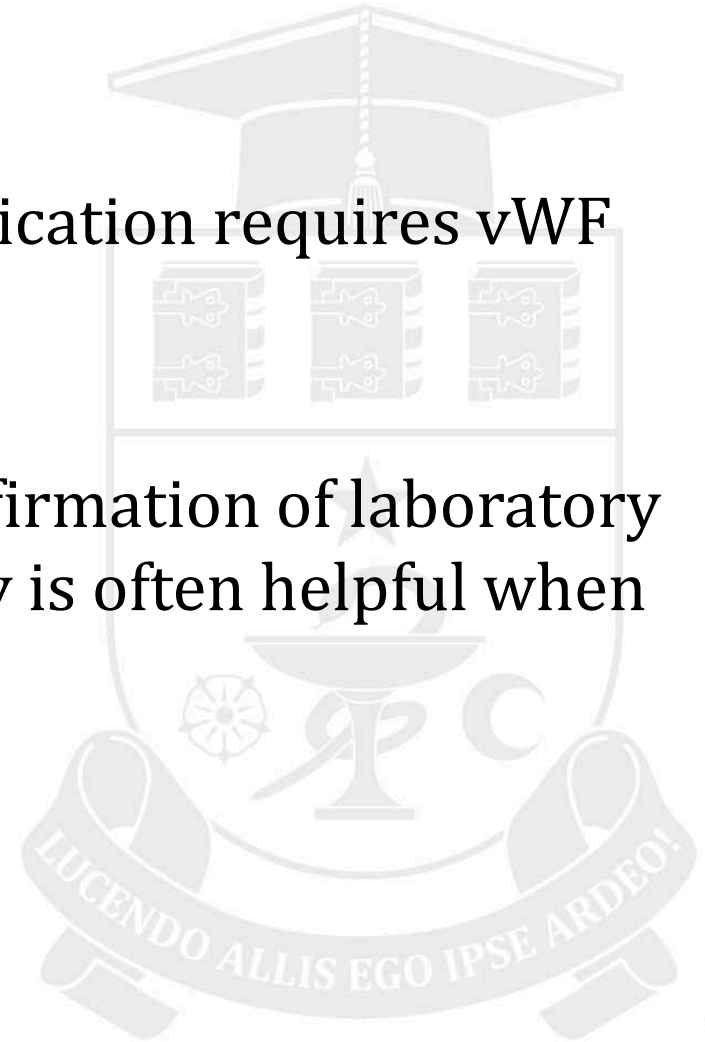 ication requires vWF
firmation of laboratory
y is often helpful when
LUCENDO ALLIS EGO IPSE ARDEO!